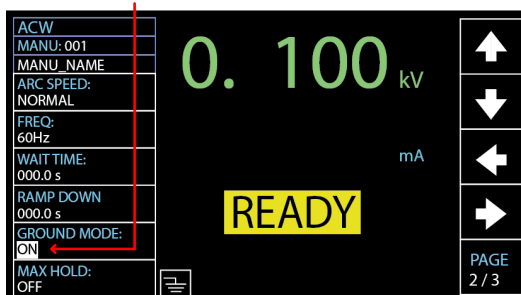 ACW
MANU: 001
MANU_NAME
ARC SPEED:
NORMAL
FREQ:
60Hz
WAIT TIME:
000.0 s
RAMP DOWN
000.0 s
GROUND MODE:
ON
MAX HOLD:
OFF
0. 100 kV
mA
READY
PAGE
2 / 3